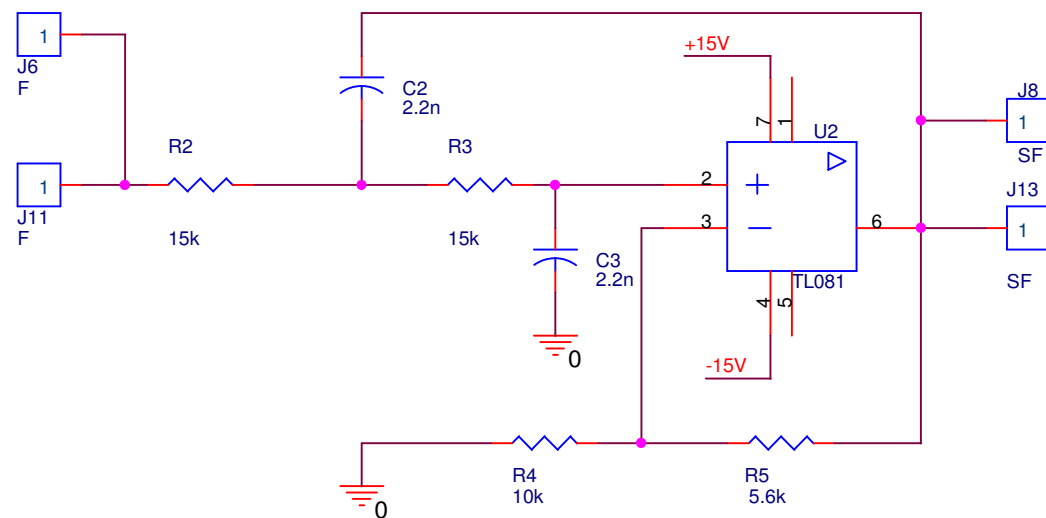 1
J6
F
C2
2.2n
+15V
7
1
U2
J8
1
SF
R2
R3
1
J11
F
15k
15k
2
+
3
−
6
J13
1
SF
C3
2.2n
TL081
4
5
0
-15V
R4
10k
R5
5.6k
0